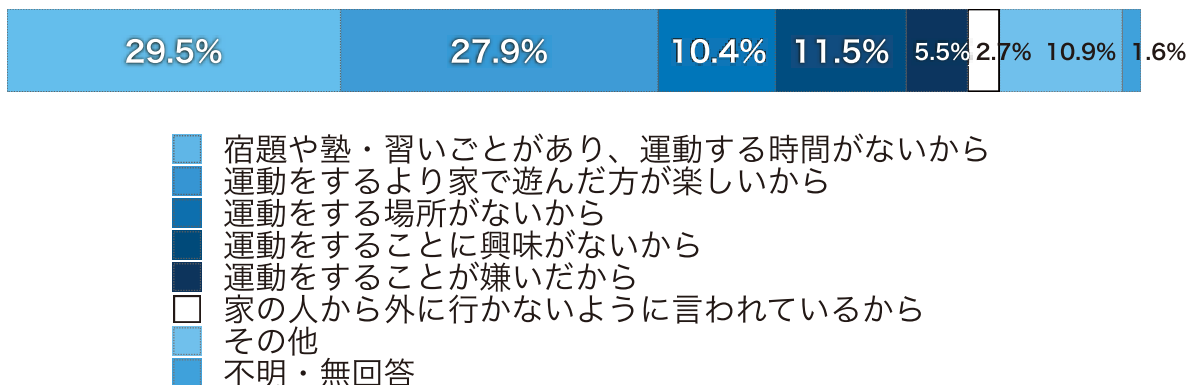 29.5% 27.9% 10.4% 11.5% 5.5% 2.7% 10.9% 1.6%
宿題や塾・習いごとがあり、運動する時間がないから
運動をするより家で遊んだ方が楽しいから
運動をする場所がないから
運動をすることに興味がないから
運動をすることが嫌いだから
家の人から外に行かないように言われているから
その他
不明・無回答